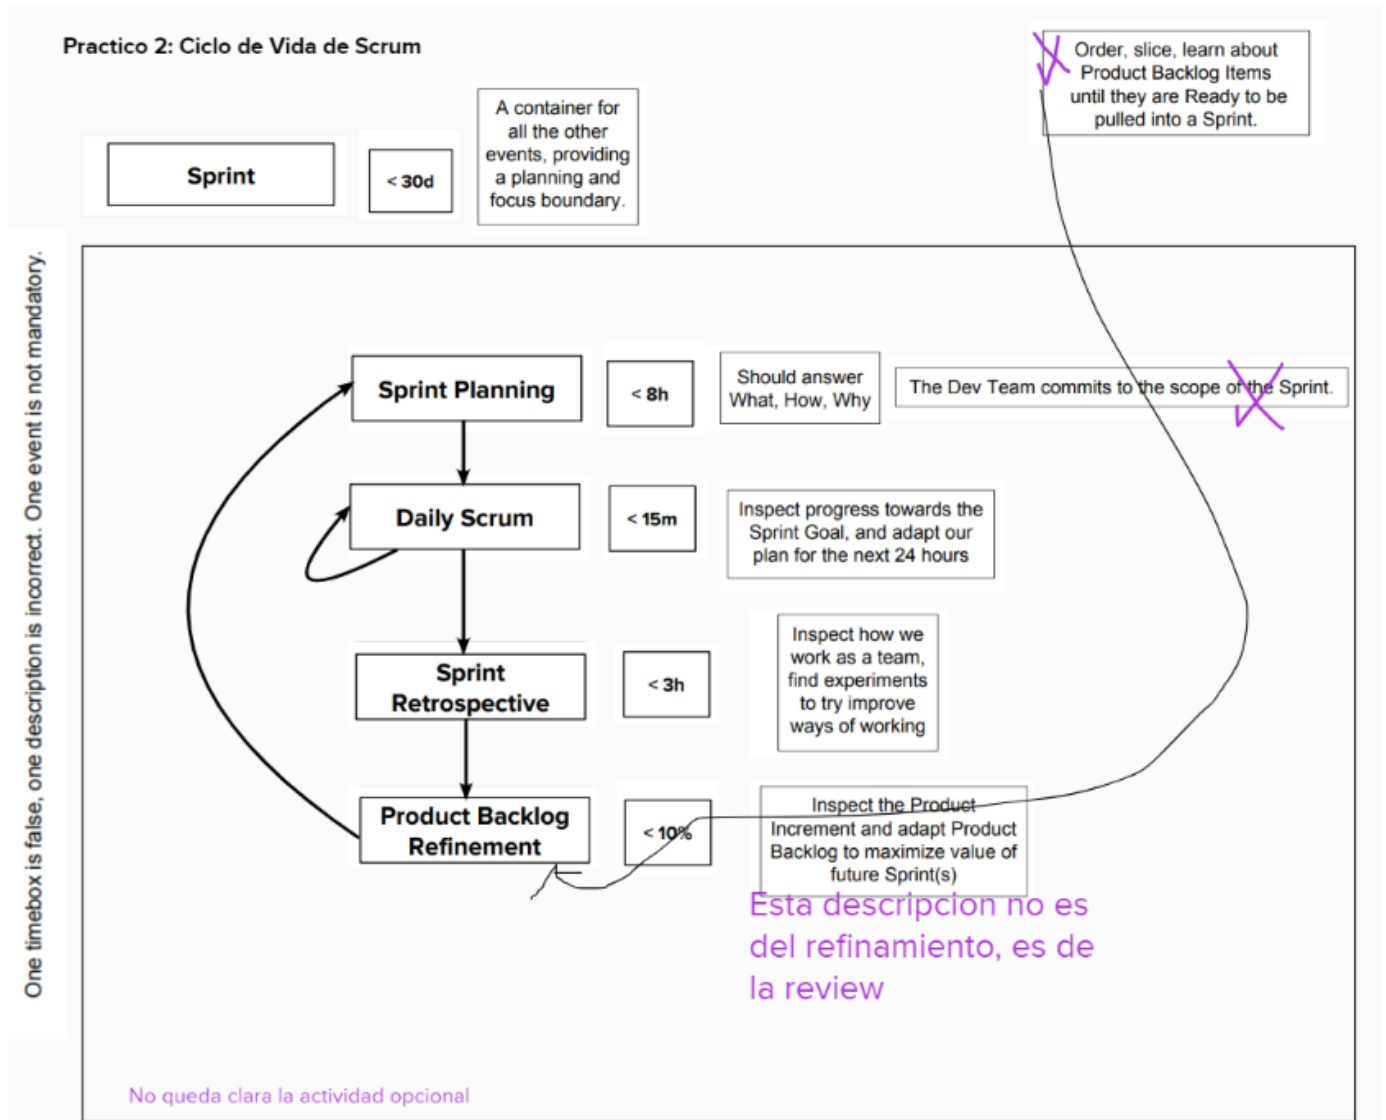 Practico 2: Ciclo de Vida de Scrum
Order, slice, learn about
Product Backlog Items
until they are Ready to be
pulled into a Sprint.
Sprint
< 30d
A container for
all the other
events, providing
a planning and
focus boundary.
One timebox is false, one description is incorrect. One event is not mandatory.
Sprint Planning
< 8h
Should answer
What, How, Why
The Dev Team commits to the scope of the Sprint.
Daily Scrum
< 15m
Inspect progress towards the
Sprint Goal, and adapt our
plan for the next 24 hours
Sprint
Retrospective
< 3h
Inspect how we
work as a team,
find experiments
to try improve
ways of working
Product Backlog
Refinement
< 10%
Inspect the Product
Increment and adapt Product
Backlog to maximize value of
future Sprint(s)
Esta descripcion no es
del refinamiento, es de
la review
No queda clara la actividad opcional